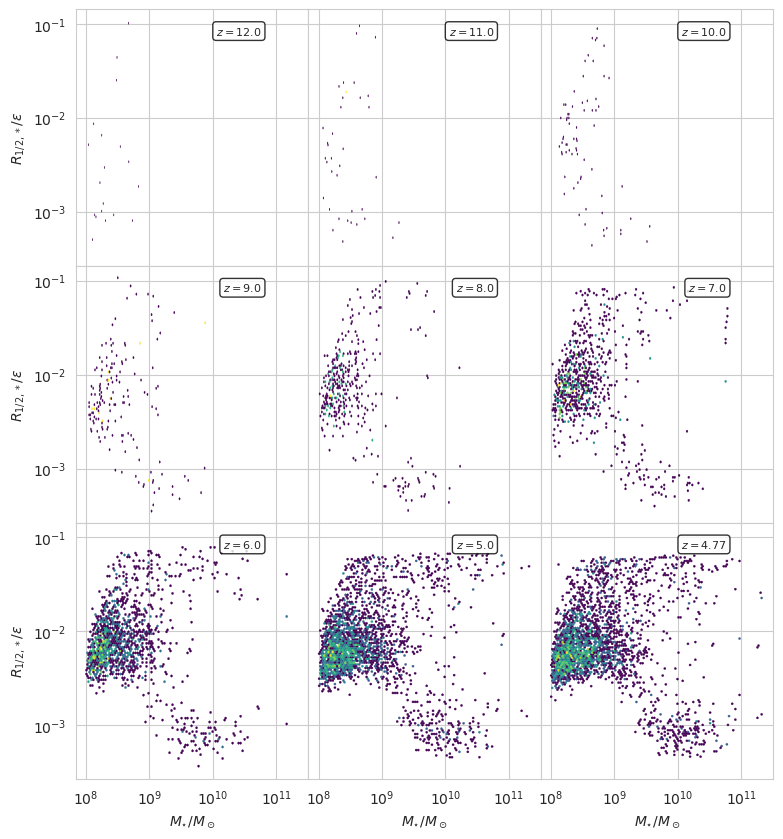 z = 12.0
z = 11.0
z = 10.0
10⁻¹
10⁻²
10⁻³
R₁/₂,*/ε
z = 9.0
z = 8.0
z = 7.0
10⁻¹
10⁻²
10⁻³
R₁/₂,*/ε
z = 6.0
z = 5.0
z = 4.77
10⁻¹
10⁻²
10⁻³
R₁/₂,*/ε
10⁸ 10⁹ 10¹⁰ 10¹¹ 10⁸ 10⁹ 10¹⁰ 10¹¹ 10⁸ 10⁹ 10¹⁰ 10¹¹
M⋆/M⊙ M⋆/M⊙ M⋆/M⊙